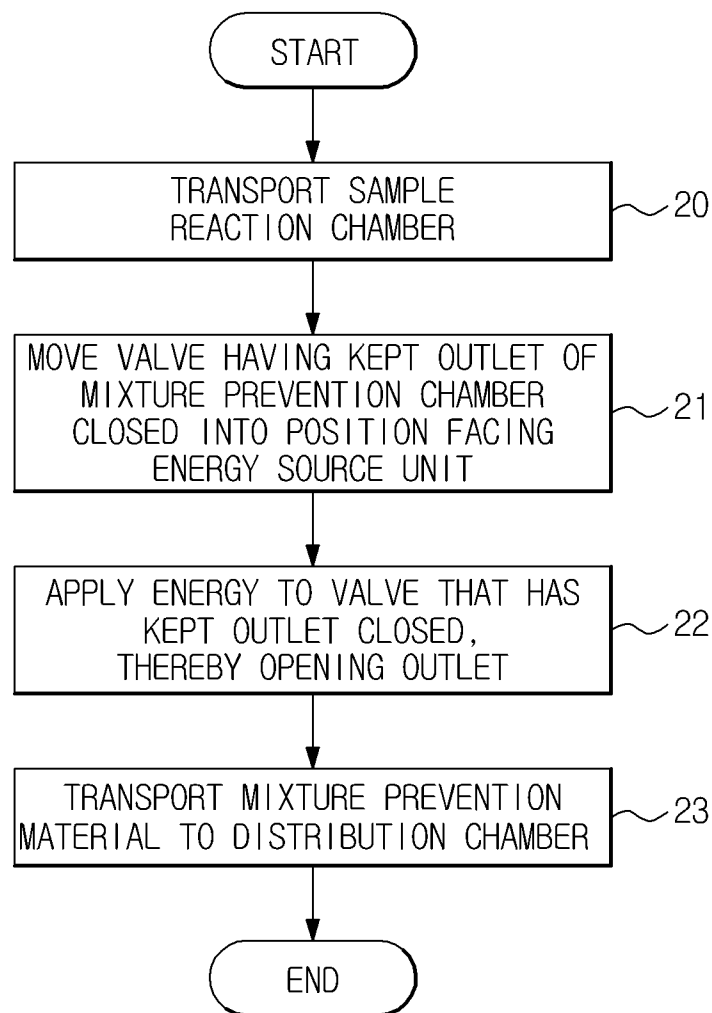 START
TRANSPORT SAMPLE
REACTION CHAMBER
20
MOVE VALVE HAVING KEPT OUTLET OF
MIXTURE PREVENTION CHAMBER
CLOSED INTO POSITION FACING
ENERGY SOURCE UNIT
21
APPLY ENERGY TO VALVE THAT HAS
KEPT OUTLET CLOSED,
THEREBY OPENING OUTLET
22
TRANSPORT MIXTURE PREVENTION
MATERIAL TO DISTRIBUTION CHAMBER
23
END